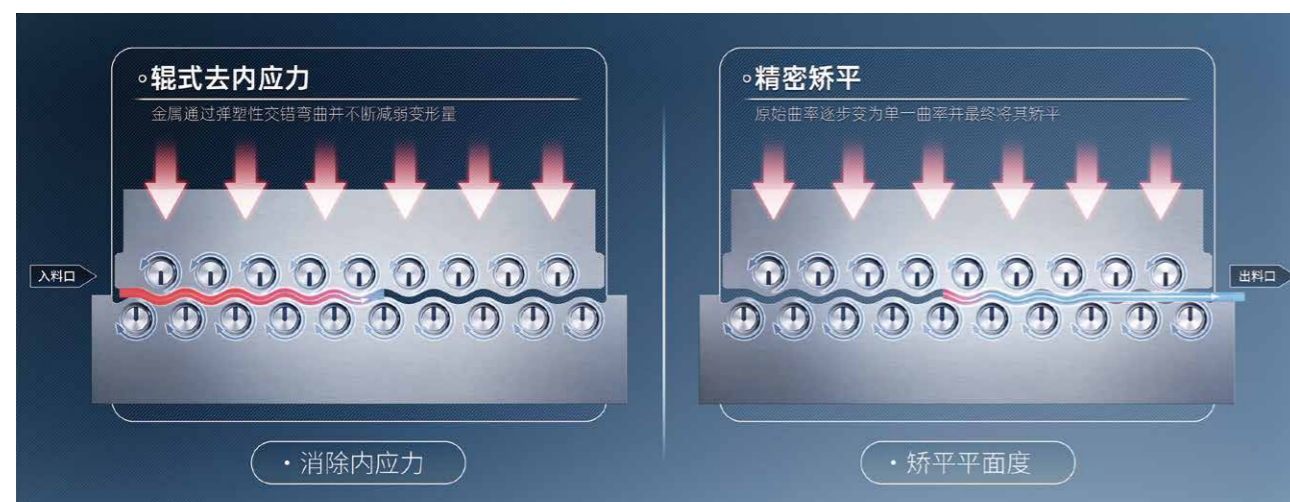 辊式去内应力
金属通过弹塑性交错弯曲并不断减弱变形量
入料口
·消除内应力
精密矫平
原始曲率逐步变为单一曲率并最终将其矫平
出料口
·矫平平面度